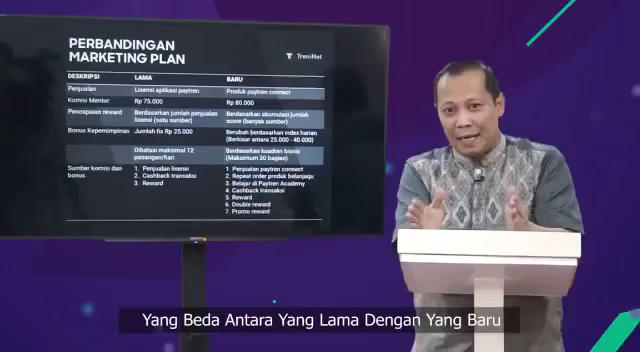 PERBANDINGAN
MARKETING PLAN
TreniNet
DESKRIPSI LAMA BARU
Penjualan Lisensi aplikasi paytren Produk paytren connect
Komisi Mentor Rp 75.000 Rp 80.000
Pencapaian reward Berdasarkan jumlah penjualan Berdasarkan akumulasi jumlah
lisensi (satu sumber) score (banyak sumber)
Bonus Kepemimpinan Jumlah fix Rp 25.000 Berubah berdasarkan index harian.
(Berkisar antara 25.000 - 40.000)
Dibatasi maksimal 12 Berdasarkan kuadran bisnis
pasangan/hari (Maksimum 30 bagian)
Sumber komisi dan 1. Penjualan lisensi 1 Penjualan paytren connect
bonus 2. Cashback transaksi 2 Repeat order produk belanjaqu
3. Reward 3 Belajar di Paytren Academy
4 Cashback transaksi
5 Reward
6 Double reward
7 Promo reward
Yang Beda Antara Yang Lama Dengan Yang Baru